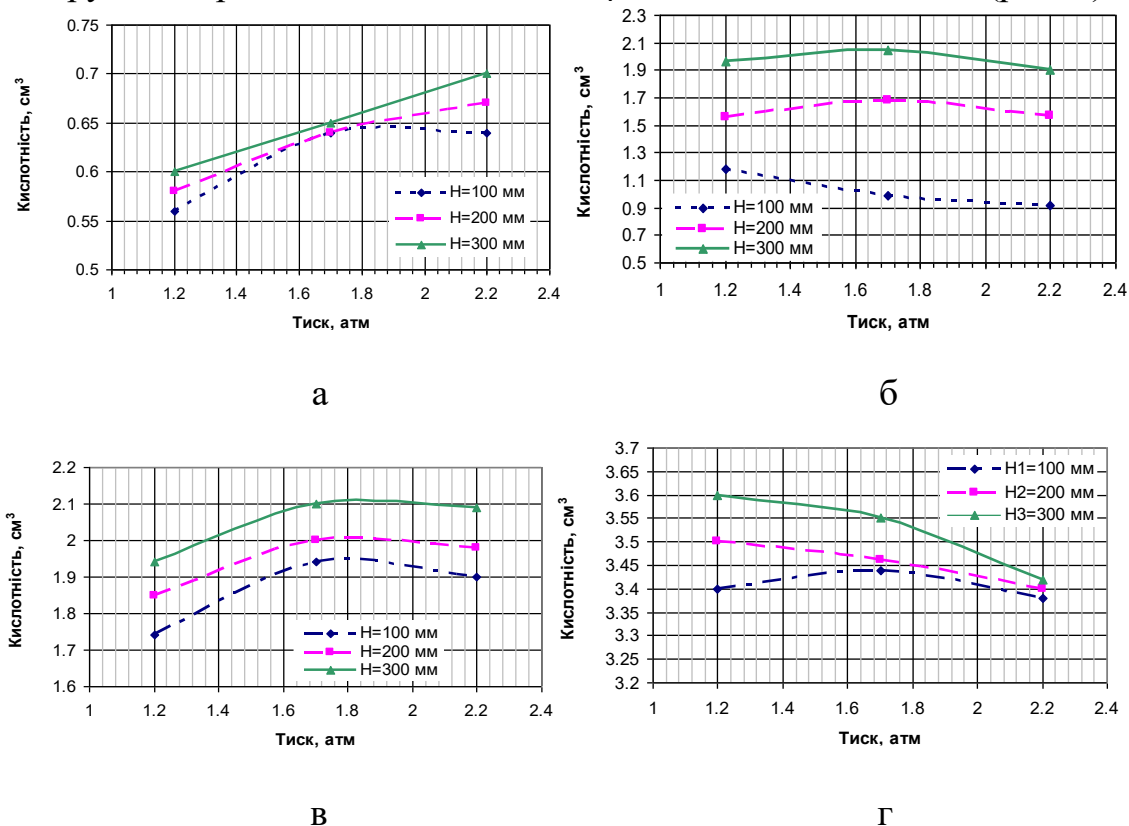 0.75
0.7
0.65
0.6
0.55
0.5
1 1.2 1.4 1.6 1.8 2 2.2 2.4
Кислотність, см³
Тиск, атм
H=100 мм
H=200 мм
H=300 мм
а
2.3
2.1
1.9
1.7
1.5
1.3
1.1
0.9
0.7
0.5
1 1.2 1.4 1.6 1.8 2 2.2 2.4
Кислотність, см³
Тиск, атм
H=100 мм
H=200 мм
H=300 мм
б
2.2
2.1
2
1.9
1.8
1.7
1.6
1 1.2 1.4 1.6 1.8 2 2.2 2.4
Кислотність, см³
Тиск, атм
H=100 мм
H=200 мм
H=300 мм
в
3.7
3.65
3.6
3.55
3.5
3.45
3.4
3.35
3.3
3.25
3.2
1 1.2 1.4 1.6 1.8 2 2.2 2.4
Кислотність, см³
Тиск, атм
H1=100 мм
H2=200 мм
H3=300 мм
г